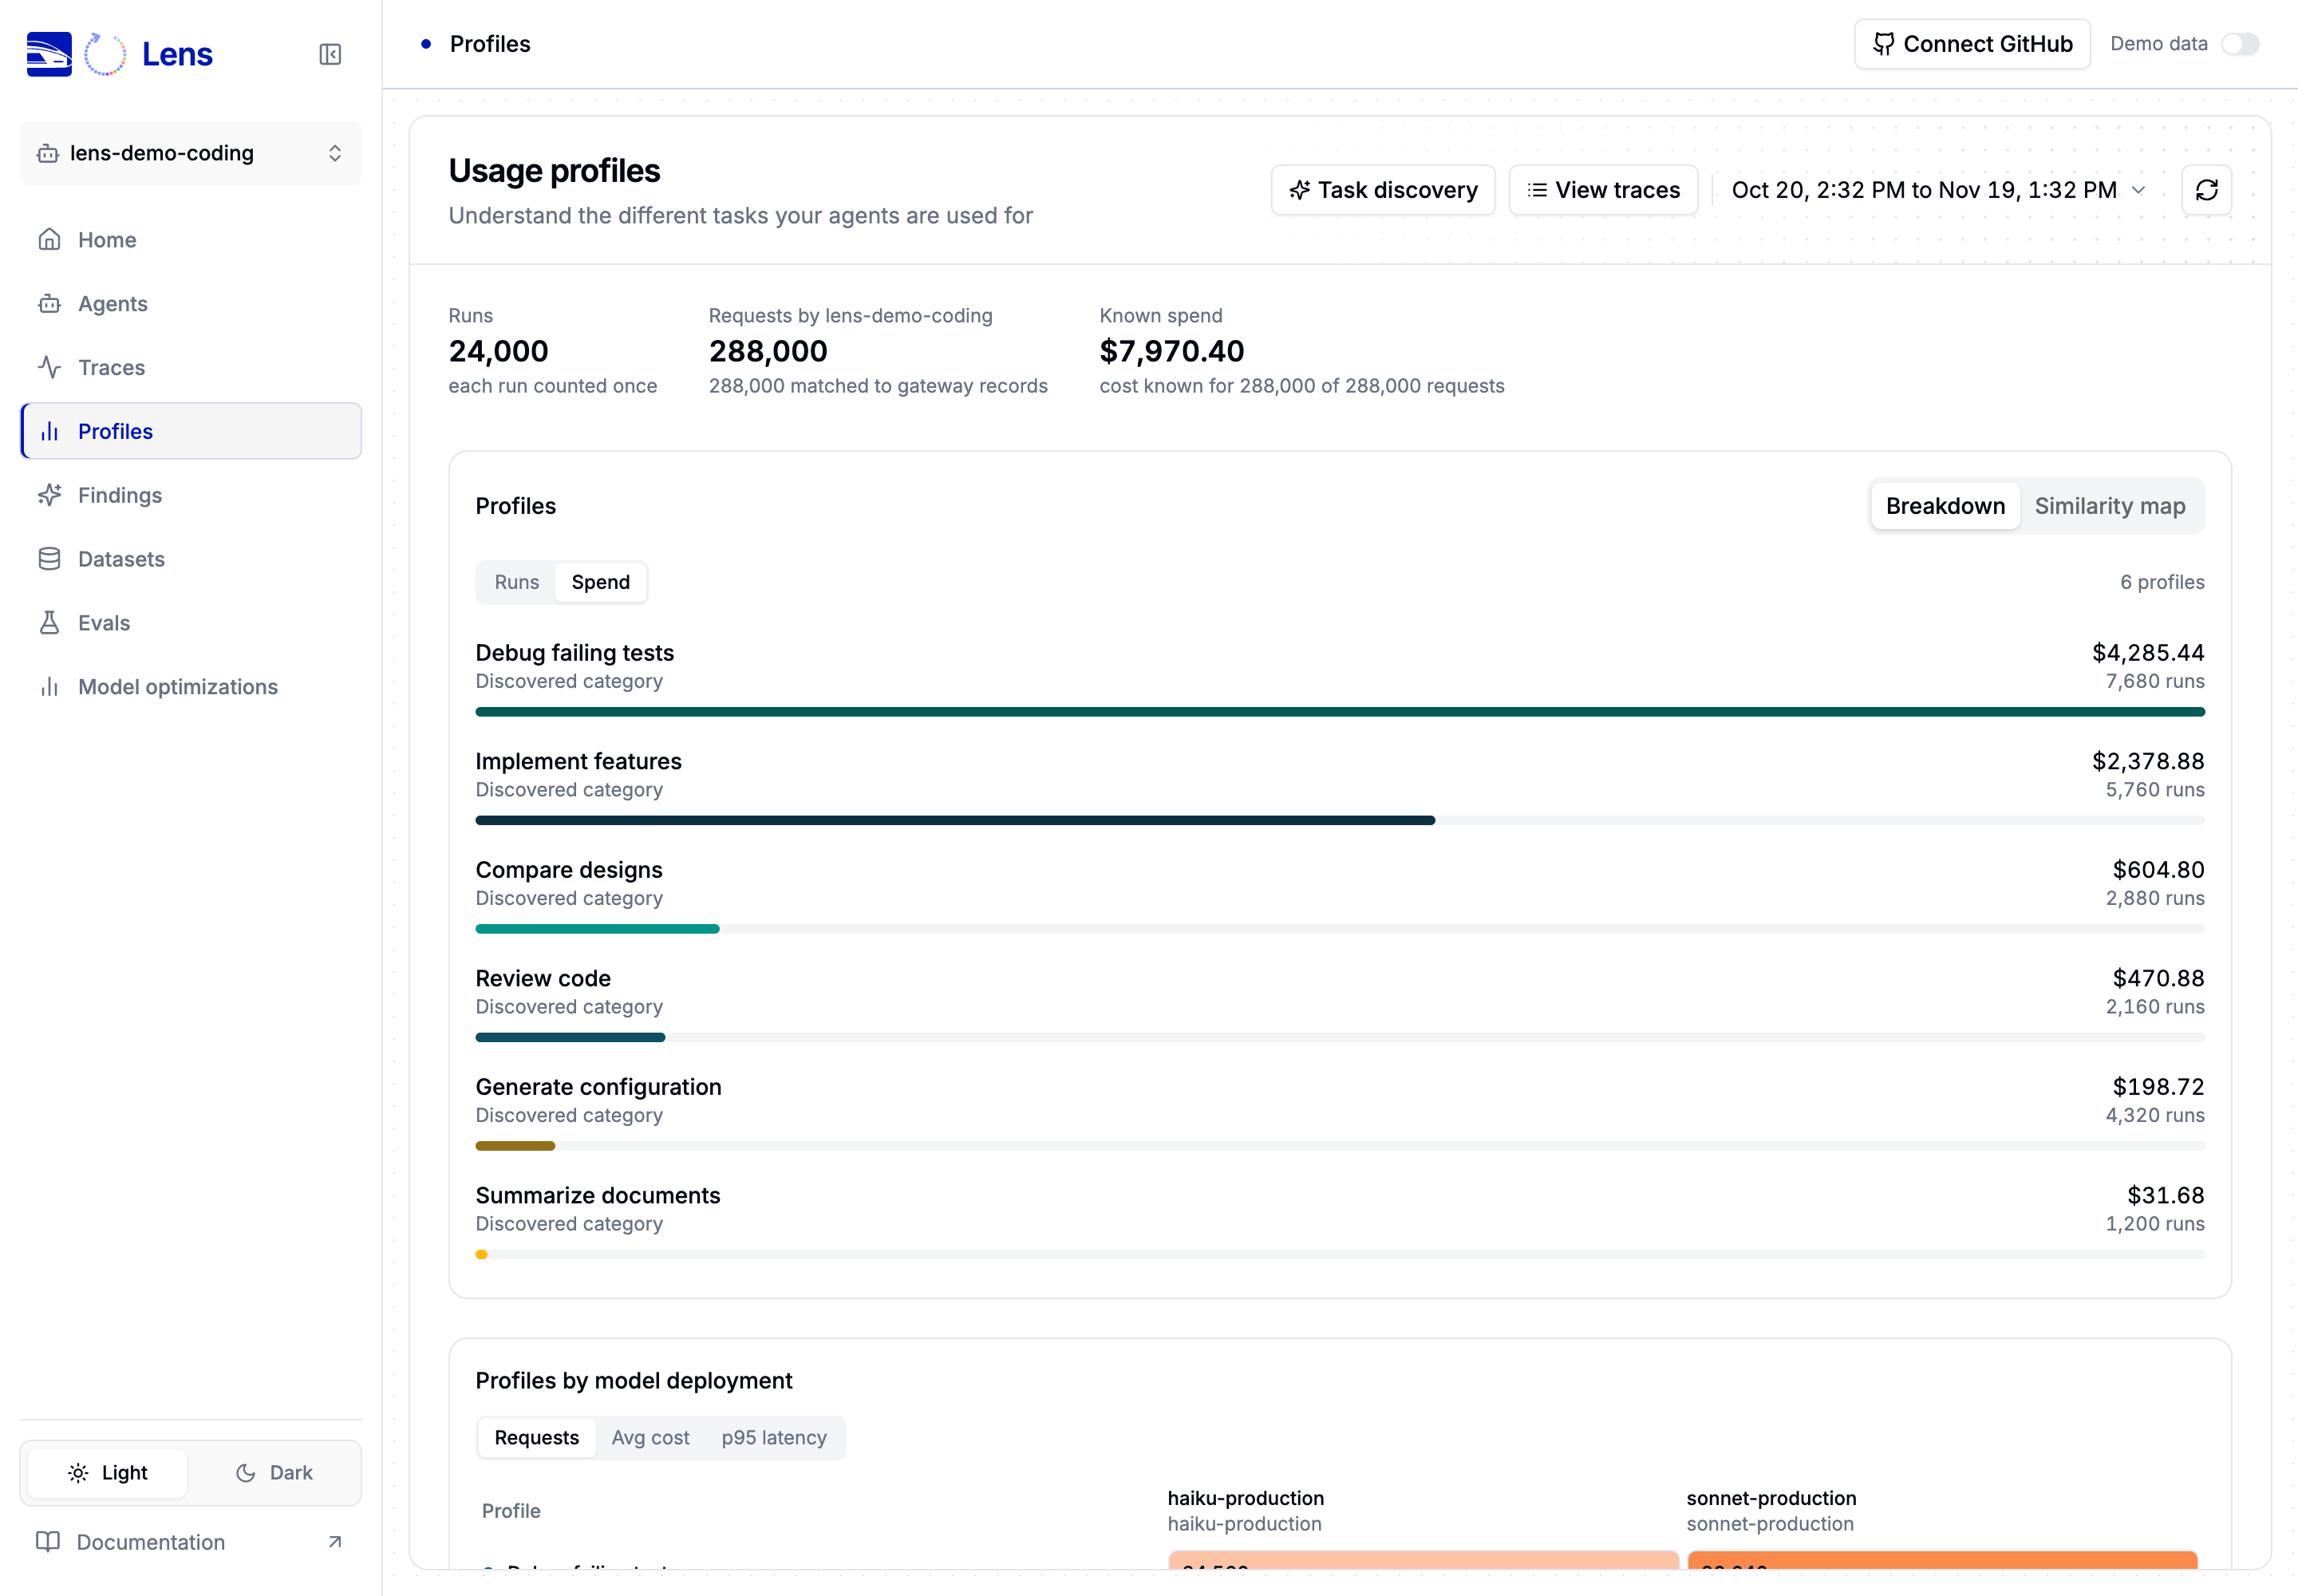 Lens
lens-demo-coding
Home
Agents
Traces
Profiles
Findings
Datasets
Evals
Model optimizations
Light
Dark
Documentation
Profiles
Connect GitHub
Demo data
Usage profiles
Understand the different tasks your agents are used for
Task discovery
View traces
Oct 20, 2:32 PM to Nov 19, 1:32 PM
Runs
24,000
each run counted once
Requests by lens-demo-coding
288,000
288,000 matched to gateway records
Known spend
$7,970.40
cost known for 288,000 of 288,000 requests
Profiles
Breakdown
Similarity map
Runs
Spend
6 profiles
Debug failing tests
$4,285.44
Discovered category
7,680 runs
Implement features
$2,378.88
Discovered category
5,760 runs
Compare designs
$604.80
Discovered category
2,880 runs
Review code
$470.88
Discovered category
2,160 runs
Generate configuration
$198.72
Discovered category
4,320 runs
Summarize documents
$31.68
Discovered category
1,200 runs
Profiles by model deployment
Requests
Avg cost
p95 latency
Profile
haiku-production
haiku-production
sonnet-production
sonnet-production